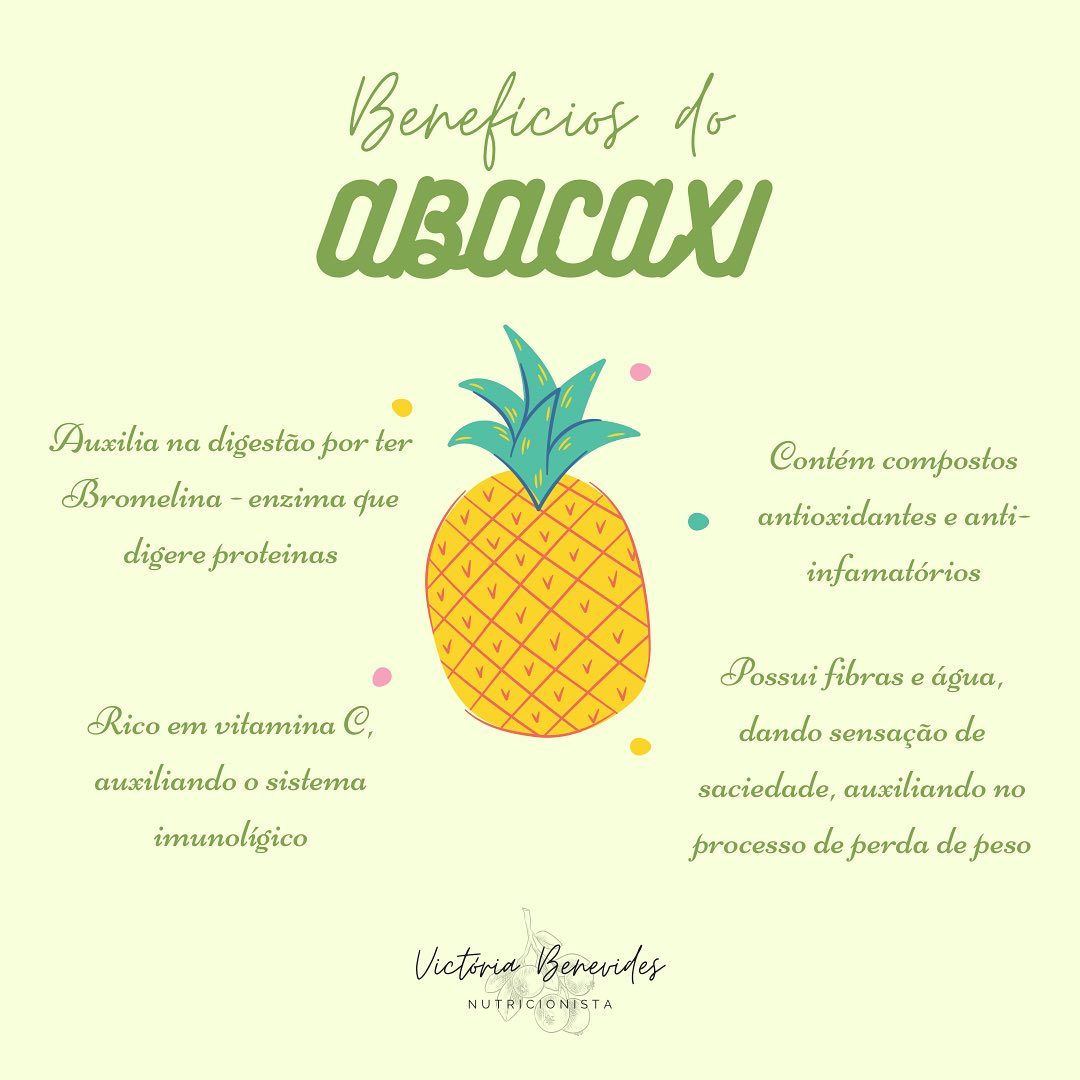 Benefícios do
ABACAXI
Auxilia na digestão por ter
Bromelina - enzima que
digere proteinas
Contém compostos
antioxidantes e anti-
infamatórios
Rico em vitamina C,
auxiliando o sistema
imunolígico
Possui fibras e água,
dando sensação de
saciedade, auxiliando no
processo de perda de peso
Victória Benevides
NUTRICIONISTA